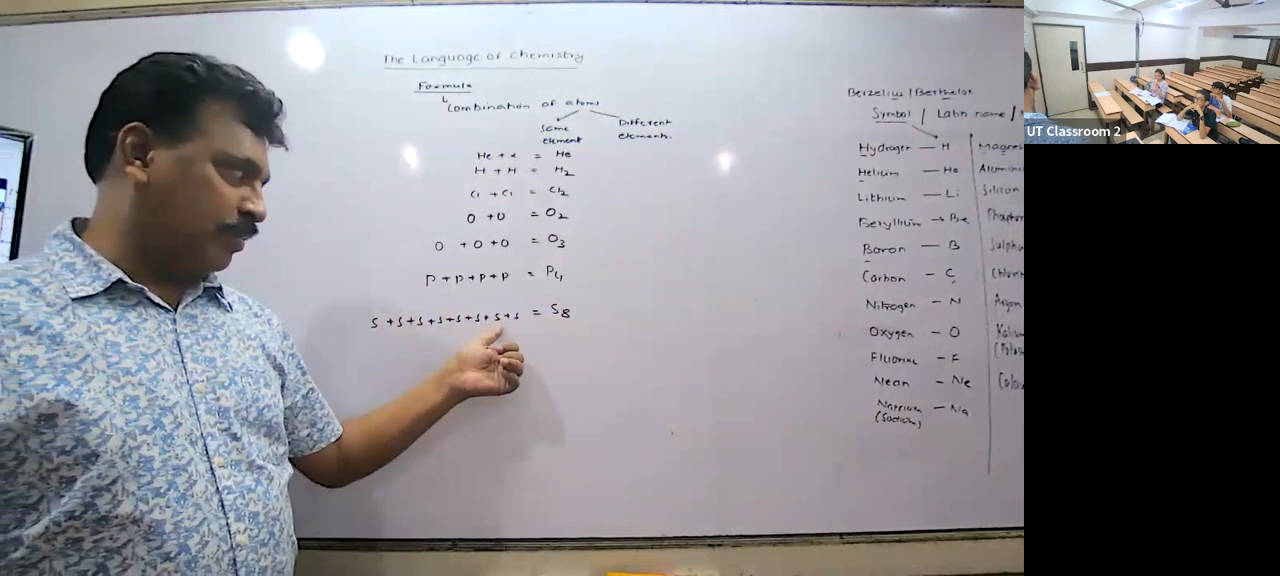 The Language of Chemistry
Formula
Combination of atoms
Same element
Different elements.
He + x = He
H + H = H2
Cl + Cl = Cl2
O + O = O2
O + O + O = O3
P + P + P + P = P4
S + S + S + S + S + S + S + S = S8
Berzelius / Berthelot
Symbol / Latin name /
Hydrogen — H
Helium — He
Lithium — Li
Beryllium → Be
Boron — B
Carbon - C
Nitrogen - N
Oxygen - O
Fluorine - F
Neon - Ne
Natrium - Na
(Sodium)
Silicon
UT Classroom 2